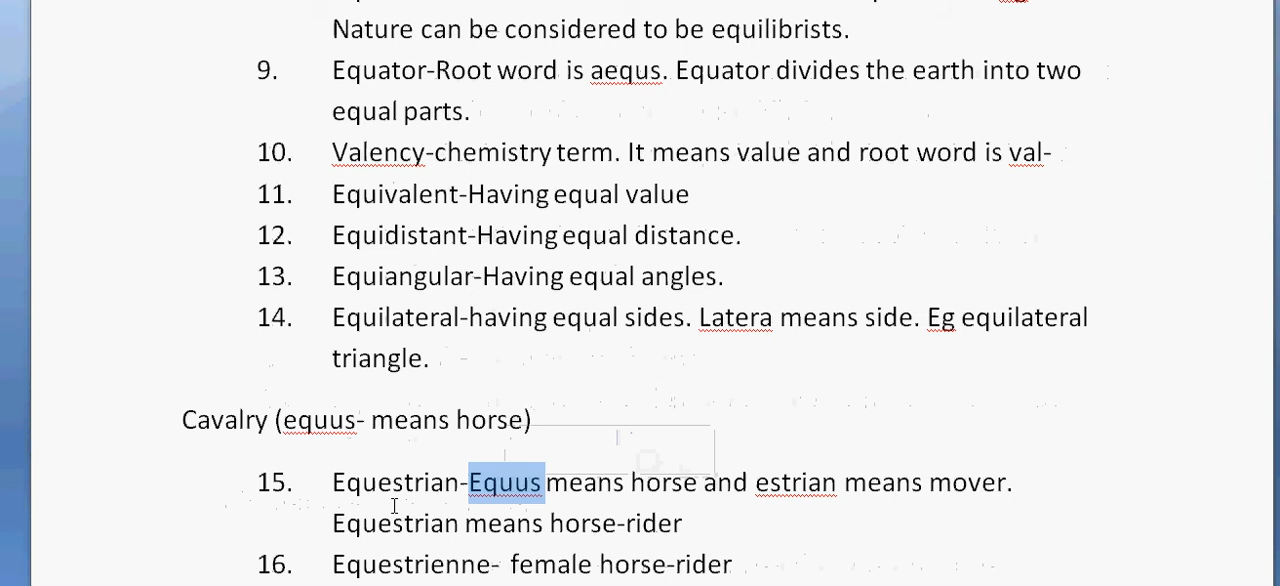 Nature can be considered to be equilibrists.
9. Equator-Root word is aequs. Equator divides the earth into two
equal parts.
10. Valency-chemistry term. It means value and root word is val-
11. Equivalent-Having equal value
12. Equidistant-Having equal distance.
13. Equiangular-Having equal angles.
14. Equilateral-having equal sides. Latera means side. Eg equilateral
triangle.
Cavalry (equus- means horse)
15. Equestrian-Equus means horse and estrian means mover.
Equestrian means horse-rider
16. Equestrienne- female horse-rider